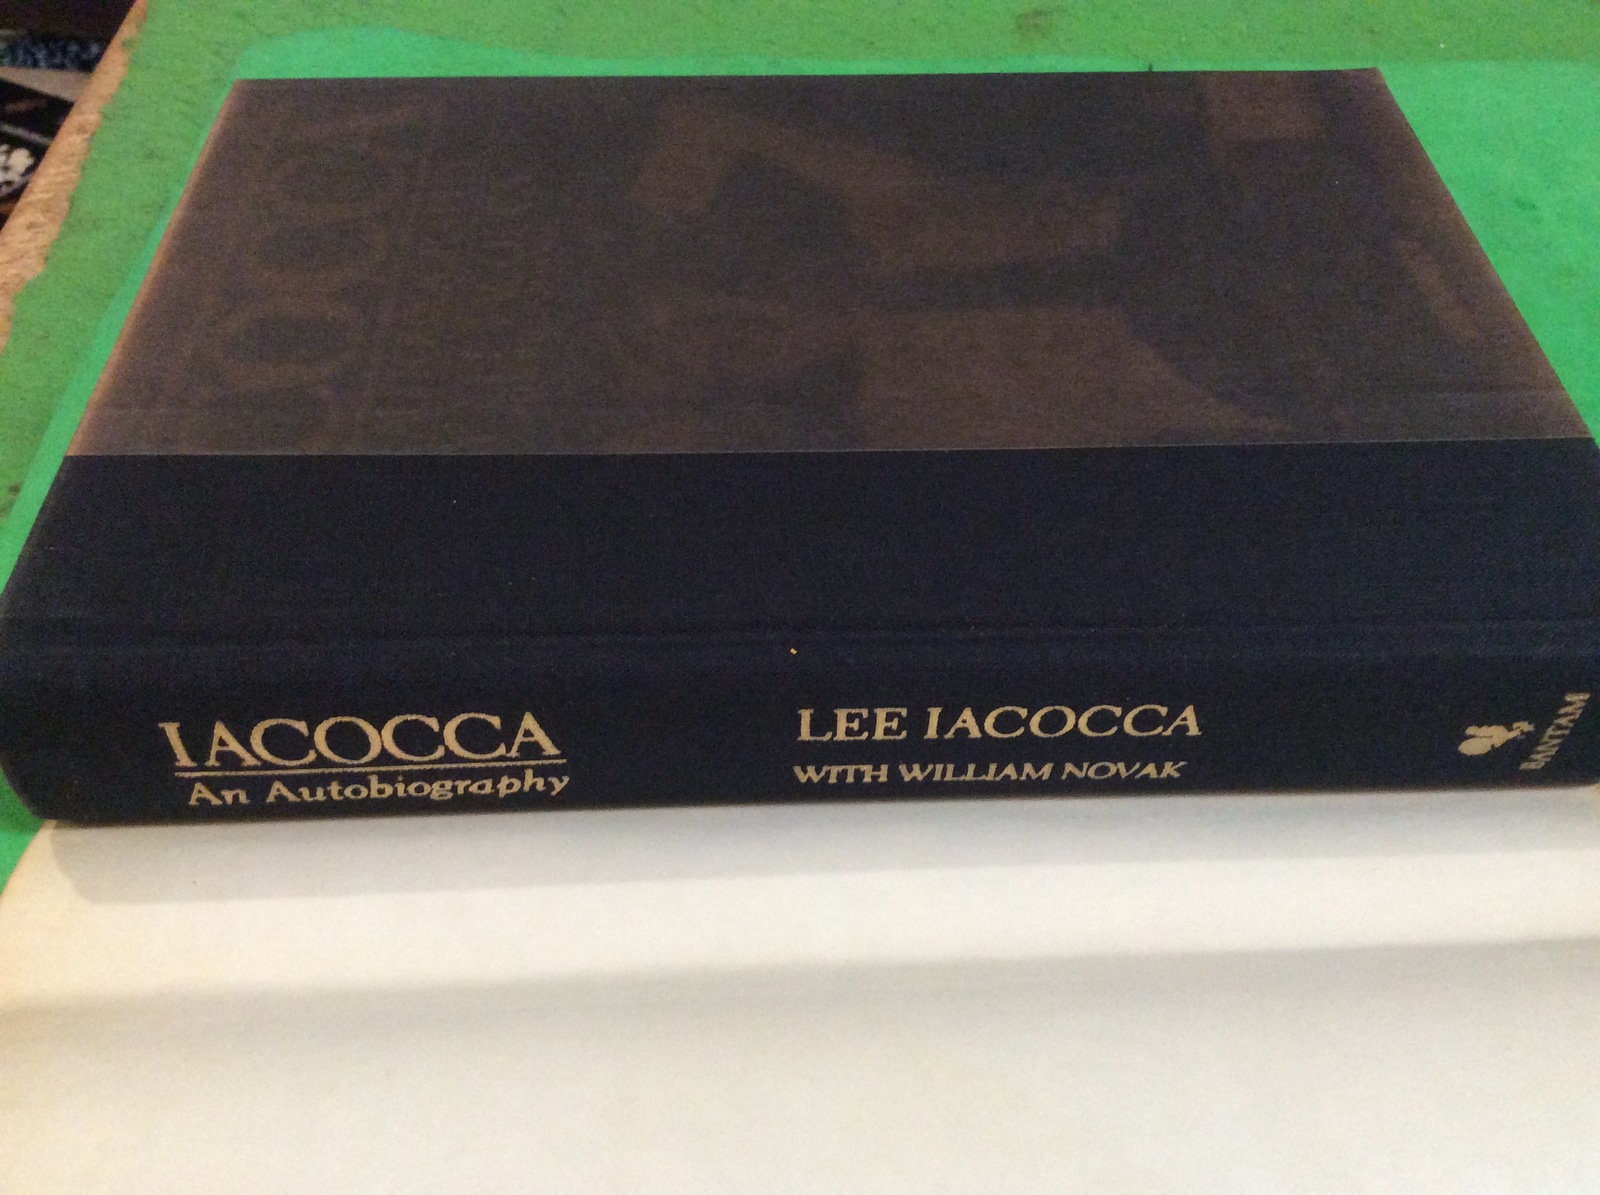 IACOCCA
An Autobiography
LEE IACOCCA
WITH WILLIAM NOVAK
BANTAM